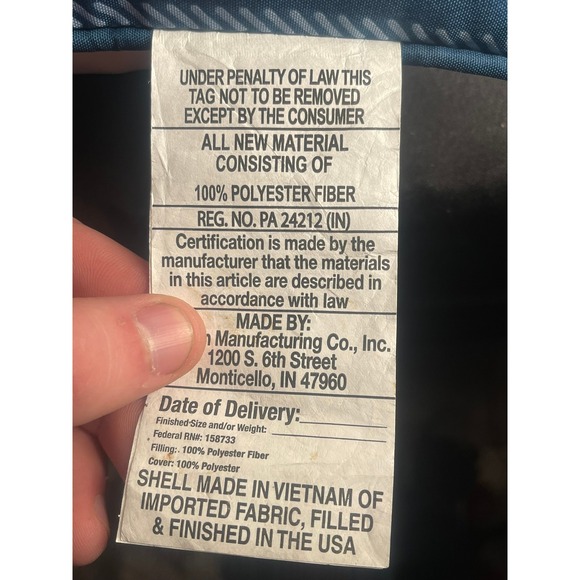 UNDER PENALTY OF LAW THIS
TAG NOT TO BE REMOVED
EXCEPT BY THE CONSUMER
ALL NEW MATERIAL
CONSISTING OF
100% POLYESTER FIBER
REG. NO. PA 24212 (IN)
Certification is made by the
manufacturer that the materials
in this article are described in
accordance with law
MADE BY:
Manufacturing Co., Inc.
1200 S. 6th Street
Monticello, IN 47960
Date of Delivery:
Finished Size and/or Weight:
Federal RN#: 158733
Filling: 100% Polyester Fiber
Cover: 100% Polyester
SHELL MADE IN VIETNAM OF
IMPORTED FABRIC, FILLED
& FINISHED IN THE USA